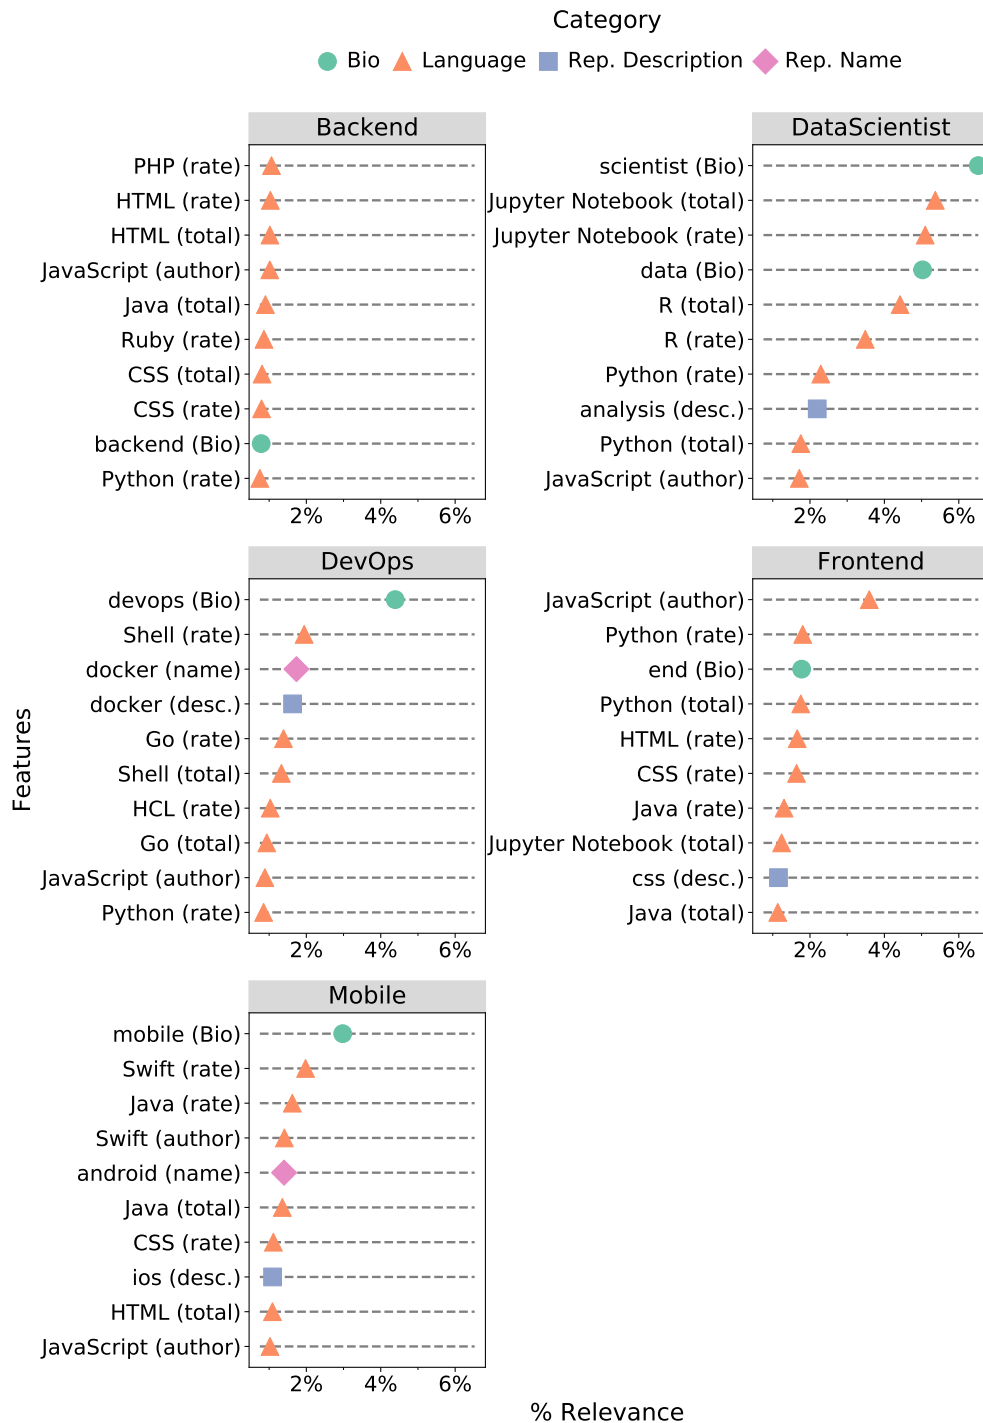 Category
Bio Language Rep. Description Rep. Name
Backend
PHP (rate)
HTML (rate)
HTML (total)
JavaScript (author)
Java (total)
Ruby (rate)
CSS (total)
CSS (rate)
backend (Bio)
Python (rate)
2% 4% 6%
DataScientist
scientist (Bio)
Jupyter Notebook (total)
Jupyter Notebook (rate)
data (Bio)
R (total)
R (rate)
Python (rate)
analysis (desc.)
Python (total)
JavaScript (author)
2% 4% 6%
Features
DevOps
devops (Bio)
Shell (rate)
docker (name)
docker (desc.)
Go (rate)
Shell (total)
HCL (rate)
Go (total)
JavaScript (author)
Python (rate)
2% 4% 6%
Frontend
JavaScript (author)
Python (rate)
end (Bio)
Python (total)
HTML (rate)
CSS (rate)
Java (rate)
Jupyter Notebook (total)
css (desc.)
Java (total)
2% 4% 6%
Mobile
mobile (Bio)
Swift (rate)
Java (rate)
Swift (author)
android (name)
Java (total)
CSS (rate)
ios (desc.)
HTML (total)
JavaScript (author)
2% 4% 6%
% Relevance